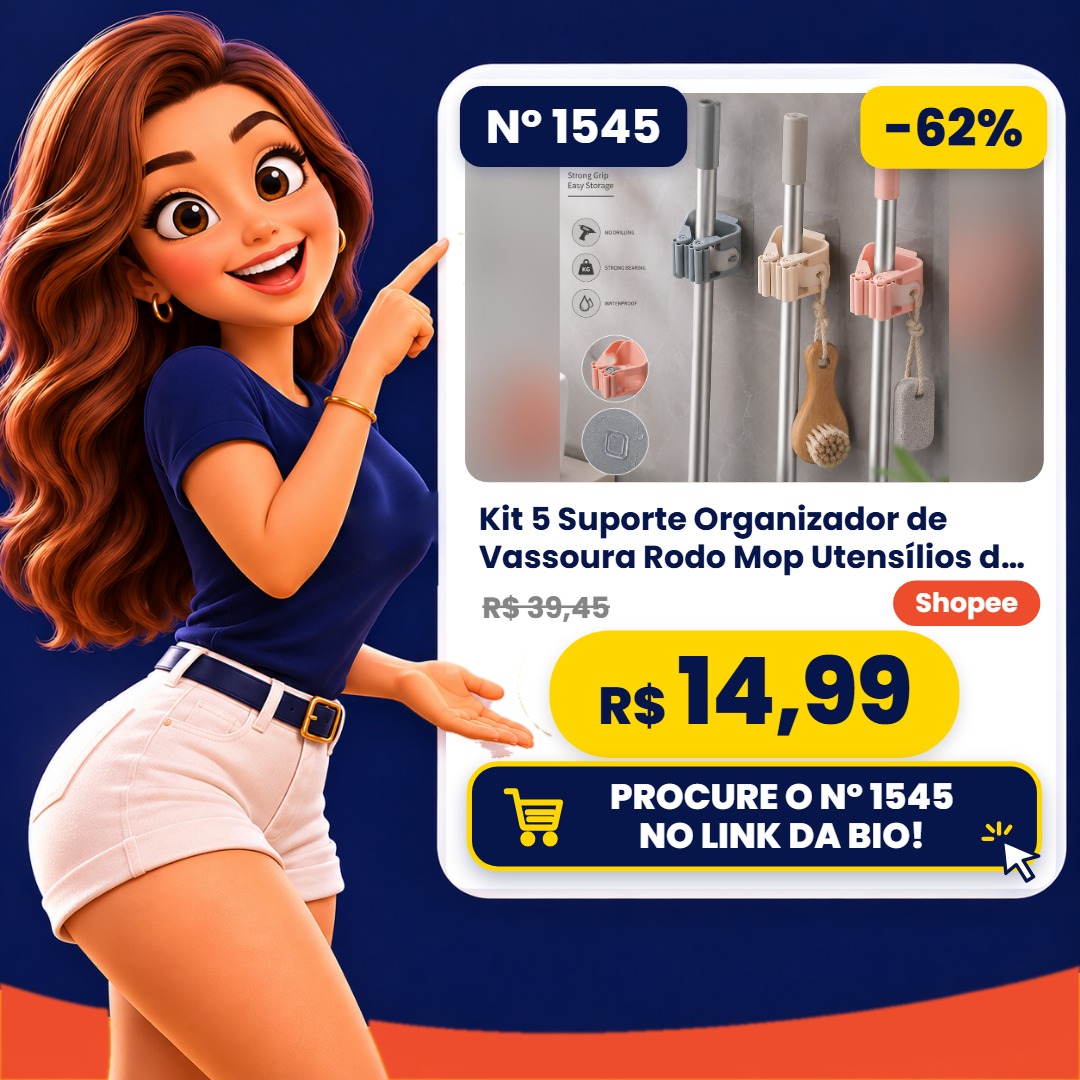 Nº 1545
-62%
Strong Grip
Easy Storage
NO DRILLING
KG
STRONG BEARING
WATERPROOF
Kit 5 Suporte Organizador de
Vassoura Rodo Mop Utensílios d...
R$ 39,45
Shopee
R$ 14,99
PROCURE O Nº 1545
NO LINK DA BIO!